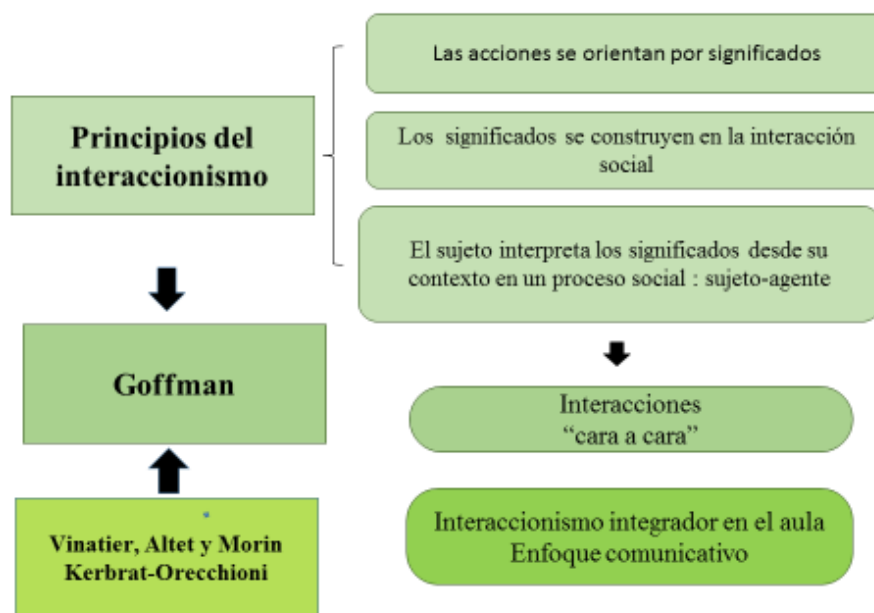 Principios del
interaccionismo
Las acciones se orientan por significados
Los significados se construyen en la interacción
social
El sujeto interpreta los significados desde su
contexto en un proceso social : sujeto-agente
Goffman
Interacciones
“cara a cara”
Vinatier, Altet y Morin
Kerbrat-Orecchioni
Interaccionismo integrador en el aula
Enfoque comunicativo